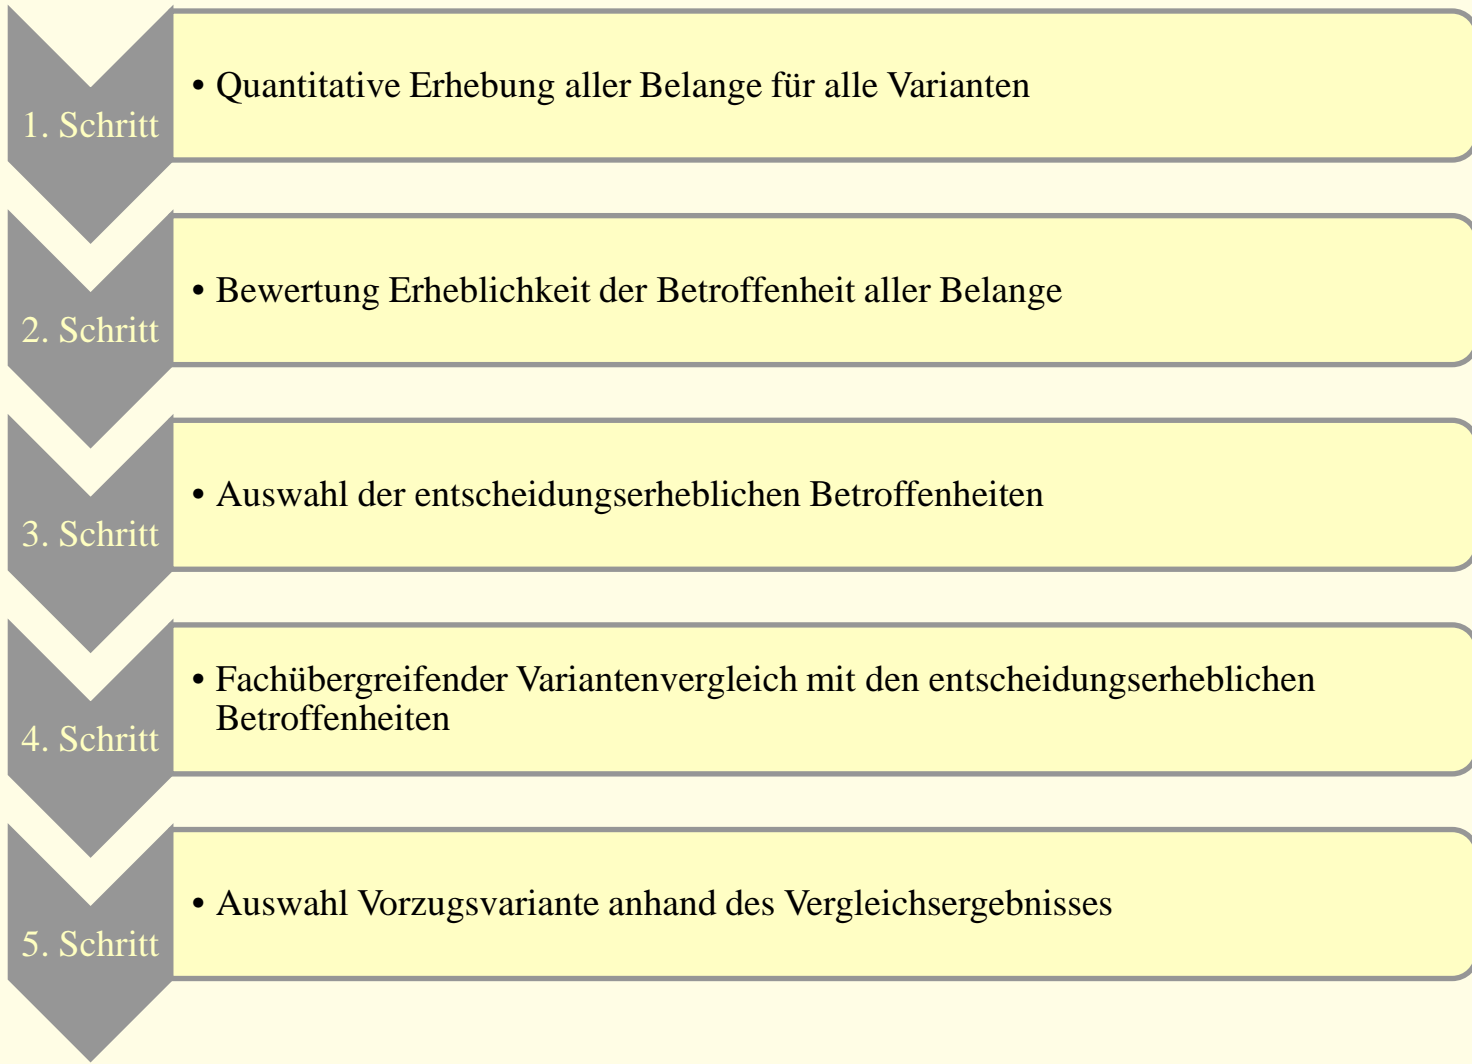 1. Schritt
• Quantitative Erhebung aller Belange für alle Varianten
2. Schritt
• Bewertung Erheblichkeit der Betroffenheit aller Belange
3. Schritt
• Auswahl der entscheidungserheblichen Betroffenheiten
4. Schritt
• Fachübergreifender Variantenvergleich mit den entscheidungserheblichen
Betroffenheiten
5. Schritt
• Auswahl Vorzugsvariante anhand des Vergleichsergebnisses